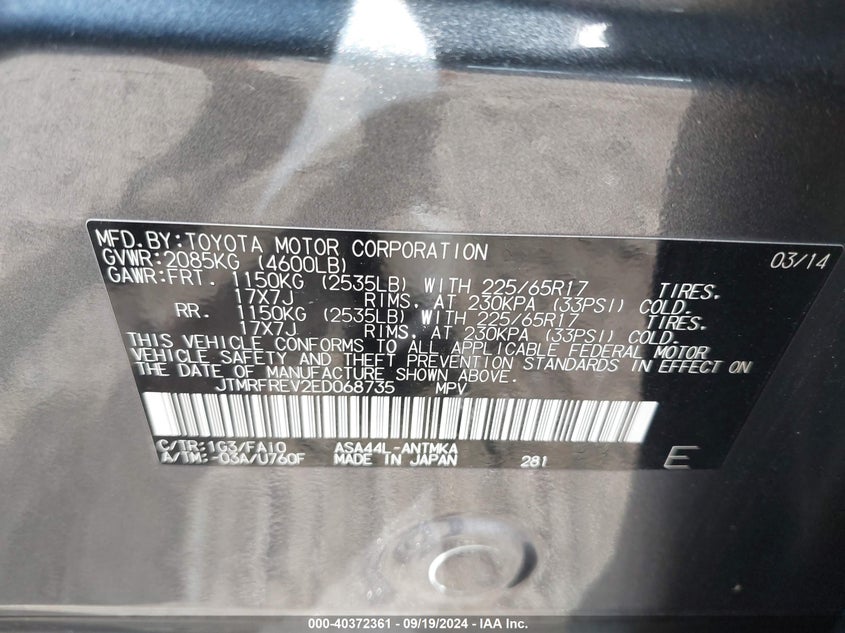 MFD.BY:TOYOTA MOTOR CORPORATION 03/14
GVWR:2085KG (4600LB)
GAWR:FRT. 1150KG (2535LB) WITH 225/65R17 TIRES,
17X7J RIMS, AT 230KPA (33PSI) COLD.
RR. 1150KG (2535LB) WITH 225/65R17 TIRES,
17X7J RIMS, AT 230KPA (33PSI) COLD.
THIS VEHICLE CONFORMS TO ALL APPLICABLE FEDERAL MOTOR
VEHICLE SAFETY AND THEFT PREVENTION STANDARDS IN EFFECT ON
THE DATE OF MANUFACTURE SHOWN ABOVE.
JTMRFREV2ED068735 MPV
C/TR:1G3/FA10 ASA44L-ANTMKA
A/TM:-03A/U760F MADE IN JAPAN 281 E
000-40372361 - 09/19/2024 - © IAA Inc.